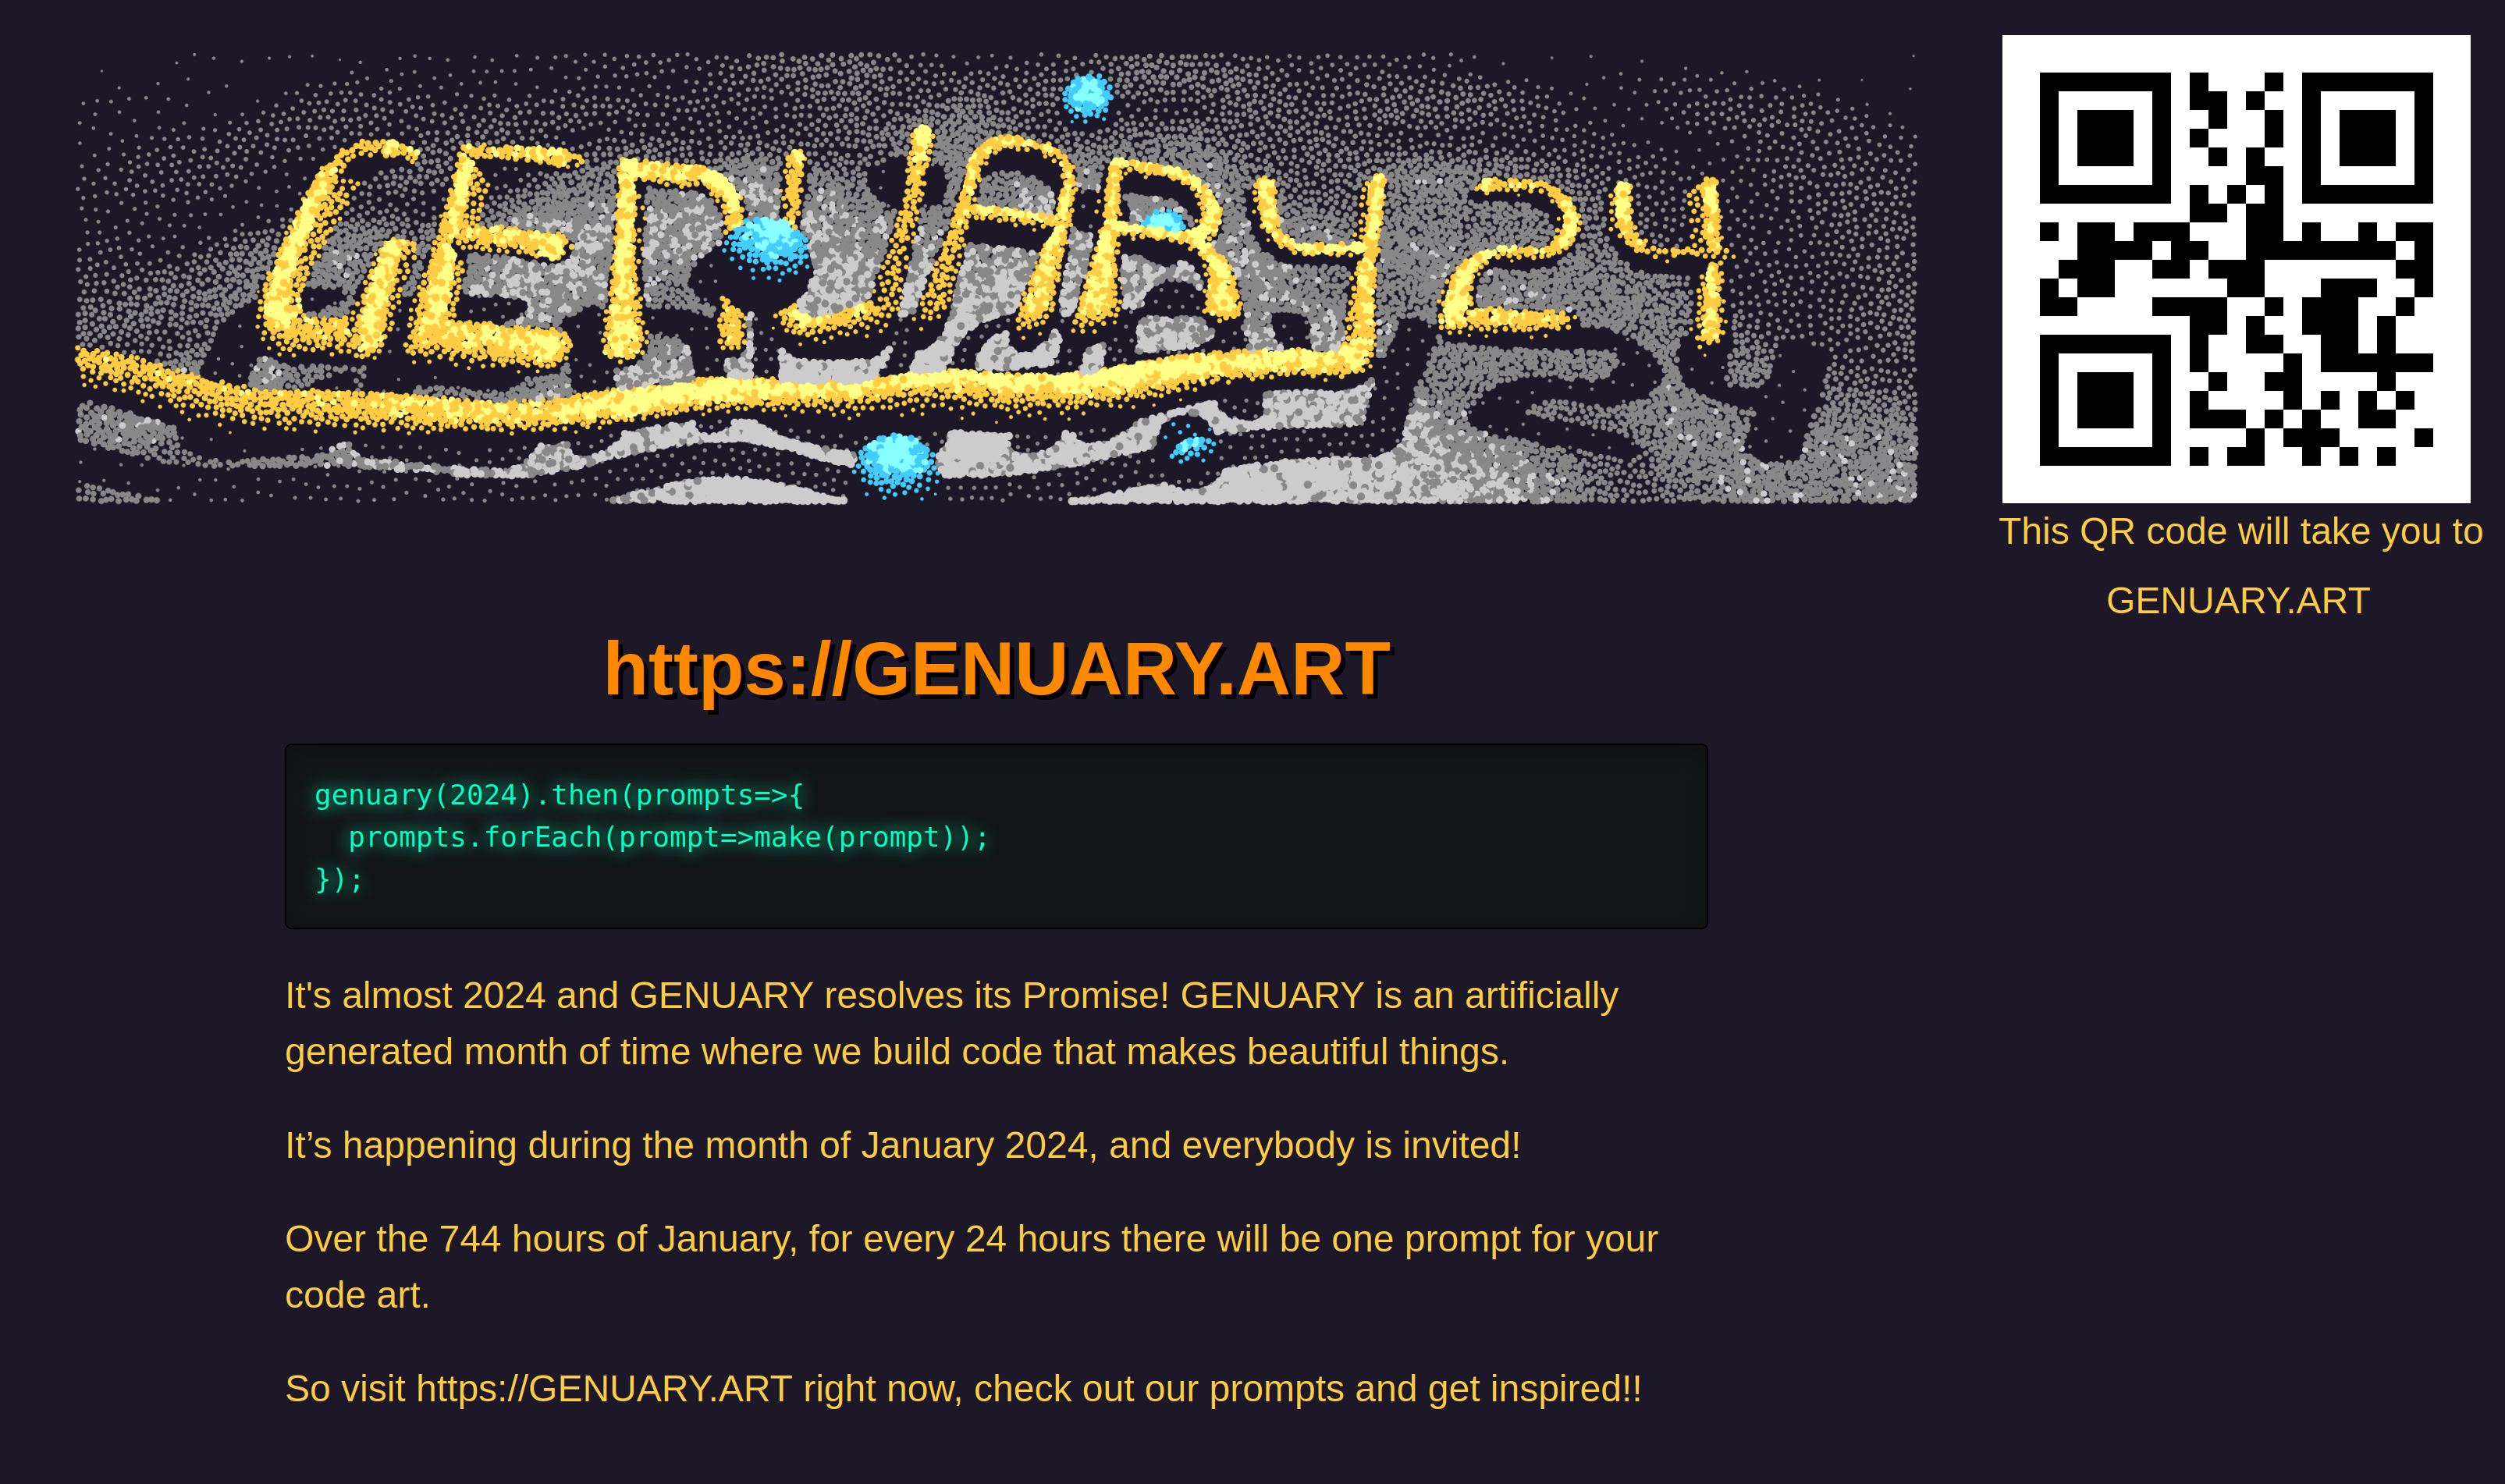 GENUARY24
This QR code will take you to
GENUARY.ART
https://GENUARY.ART
genuary(2024).then(prompts=>{
  prompts.forEach(prompt=>make(prompt));
});
It's almost 2024 and GENUARY resolves its Promise! GENUARY is an artificially
generated month of time where we build code that makes beautiful things.
It’s happening during the month of January 2024, and everybody is invited!
Over the 744 hours of January, for every 24 hours there will be one prompt for your
code art.
So visit https://GENUARY.ART right now, check out our prompts and get inspired!!